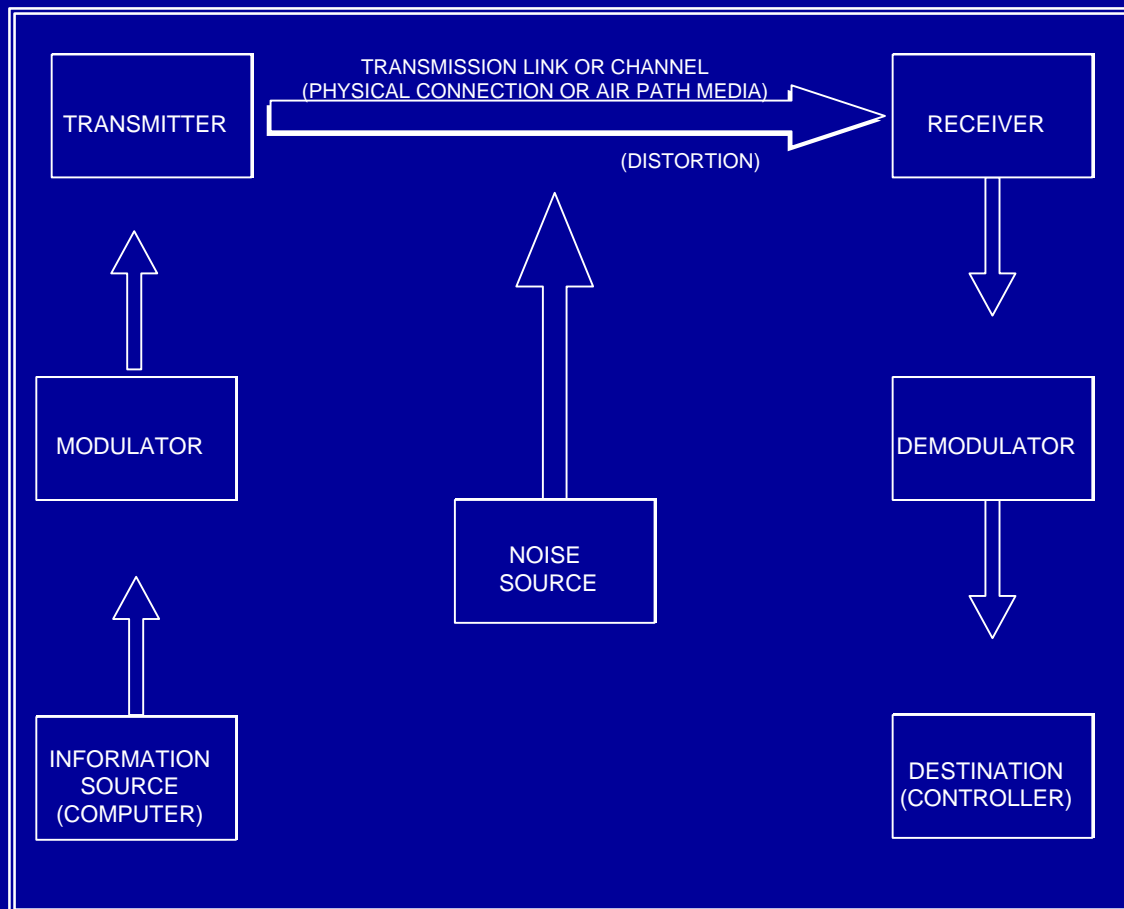 TRANSMISSION LINK OR CHANNEL
(PHYSICAL CONNECTION OR AIR PATH MEDIA)
TRANSMITTER
RECEIVER
(DISTORTION)
MODULATOR
DEMODULATOR
NOISE
SOURCE
INFORMATION
SOURCE
(COMPUTER)
DESTINATION
(CONTROLLER)